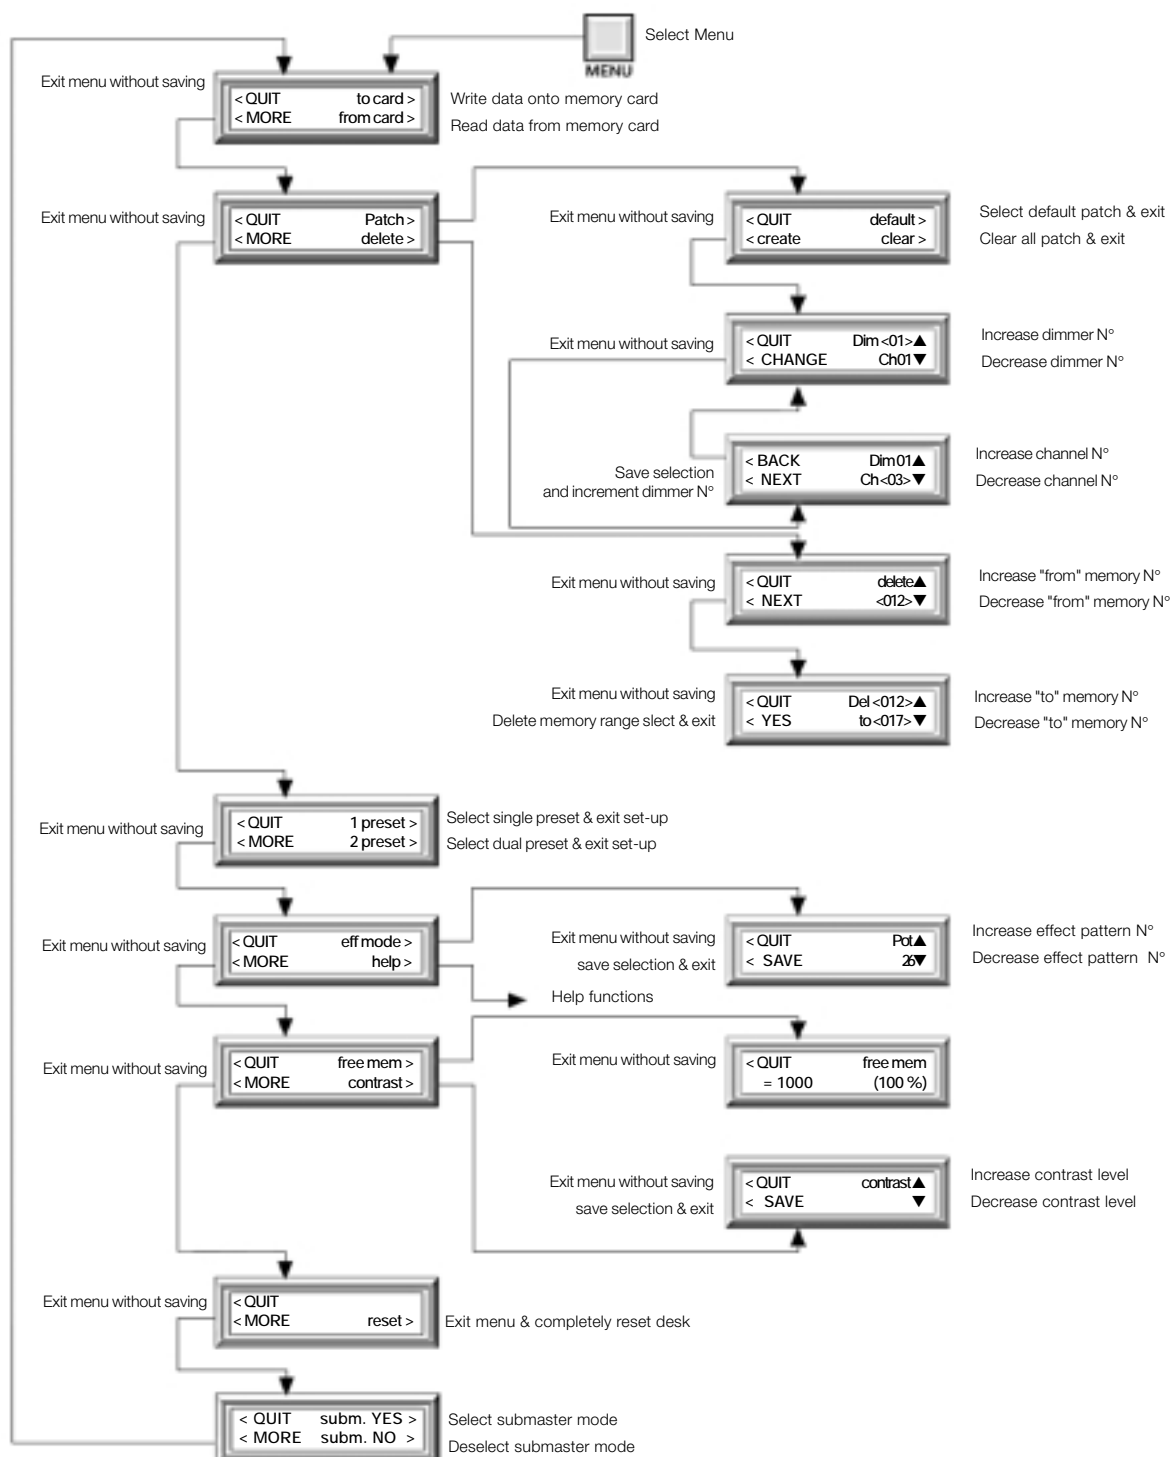 Select Menu
MENU
Exit menu without saving
< QUIT to card >
< MORE from card >
Write data onto memory card
Read data from memory card
Exit menu without saving
< QUIT Patch >
< MORE delete >
Exit menu without saving
< QUIT default >
< create clear >
Select default patch & exit
Clear all patch & exit
Exit menu without saving
< QUIT Dim <01>▲
< CHANGE Ch01▼
Increase dimmer N°
Decrease dimmer N°
Save selection
and increment dimmer N°
< BACK Dim 01▲
< NEXT Ch<03>▼
Increase channel N°
Decrease channel N°
Exit menu without saving
< QUIT delete▲
< NEXT <012>▼
Increase "from" memory N°
Decrease "from" memory N°
Exit menu without saving
Delete memory range slect & exit
< QUIT Del <012>▲
< YES to <017>▼
Increase "to" memory N°
Decrease "to" memory N°
Exit menu without saving
< QUIT 1 preset >
< MORE 2 preset >
Select single preset & exit set-up
Select dual preset & exit set-up
Exit menu without saving
< QUIT eff mode >
< MORE help >
Exit menu without saving
save selection & exit
< QUIT Pot▲
< SAVE 26▼
Increase effect pattern N°
Decrease effect pattern N°
Help functions
Exit menu without saving
< QUIT free mem >
< MORE contrast >
Exit menu without saving
< QUIT free mem
= 1000 (100 %)
Exit menu without saving
save selection & exit
< QUIT contrast▲
< SAVE ▼
Increase contrast level
Decrease contrast level
Exit menu without saving
< QUIT
< MORE reset >
Exit menu & completely reset desk
< QUIT subm. YES >
< MORE subm. NO >
Select submaster mode
Deselect submaster mode